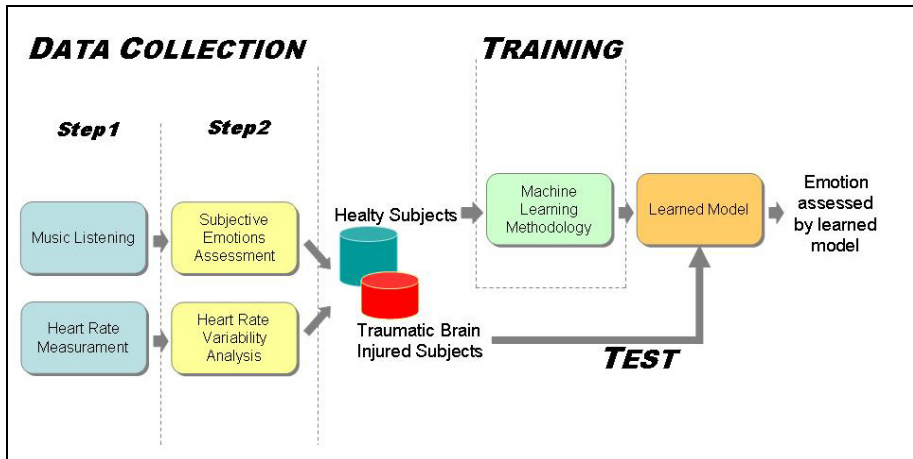 DATA COLLECTION
TRAINING
Step1
Step2
Music Listening
Subjective
Emotions
Assessment
Heart Rate
Measurament
Heart Rate
Variability
Analysis
Healty Subjects
Traumatic Brain
Injured Subjects
Machine
Learning
Methodology
Learned Model
Emotion
assessed
by learned
model
TEST